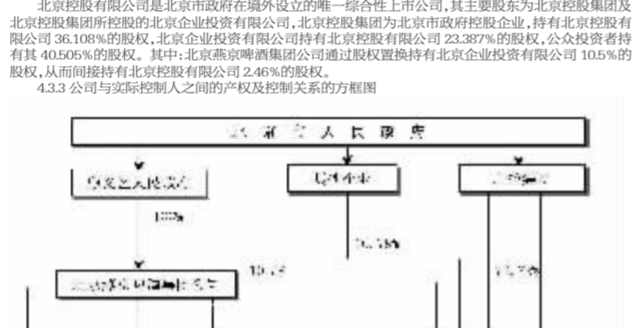 北京控股有限公司是北京市政府在境外设立的唯一综合性上市公司,其主要股东为北京控股集团及
北京控股集团所控股的北京企业投资有限公司,北京控股集团为北京市政府控股企业,持有北京控股有
限公司 36.108%的股权,北京企业投资有限公司持有北京控股有限公司 23.387%的股权,公众投资者持
有其 40.505%的股权。其中:北京燕京啤酒集团公司通过股权置换持有北京企业投资有限公司 10.5%的
股权,从而间接持有北京控股有限公司 2.46%的股权。
4.3.3 公司与实际控制人之间的产权及控制关系的方框图
人 民 政 府
100%